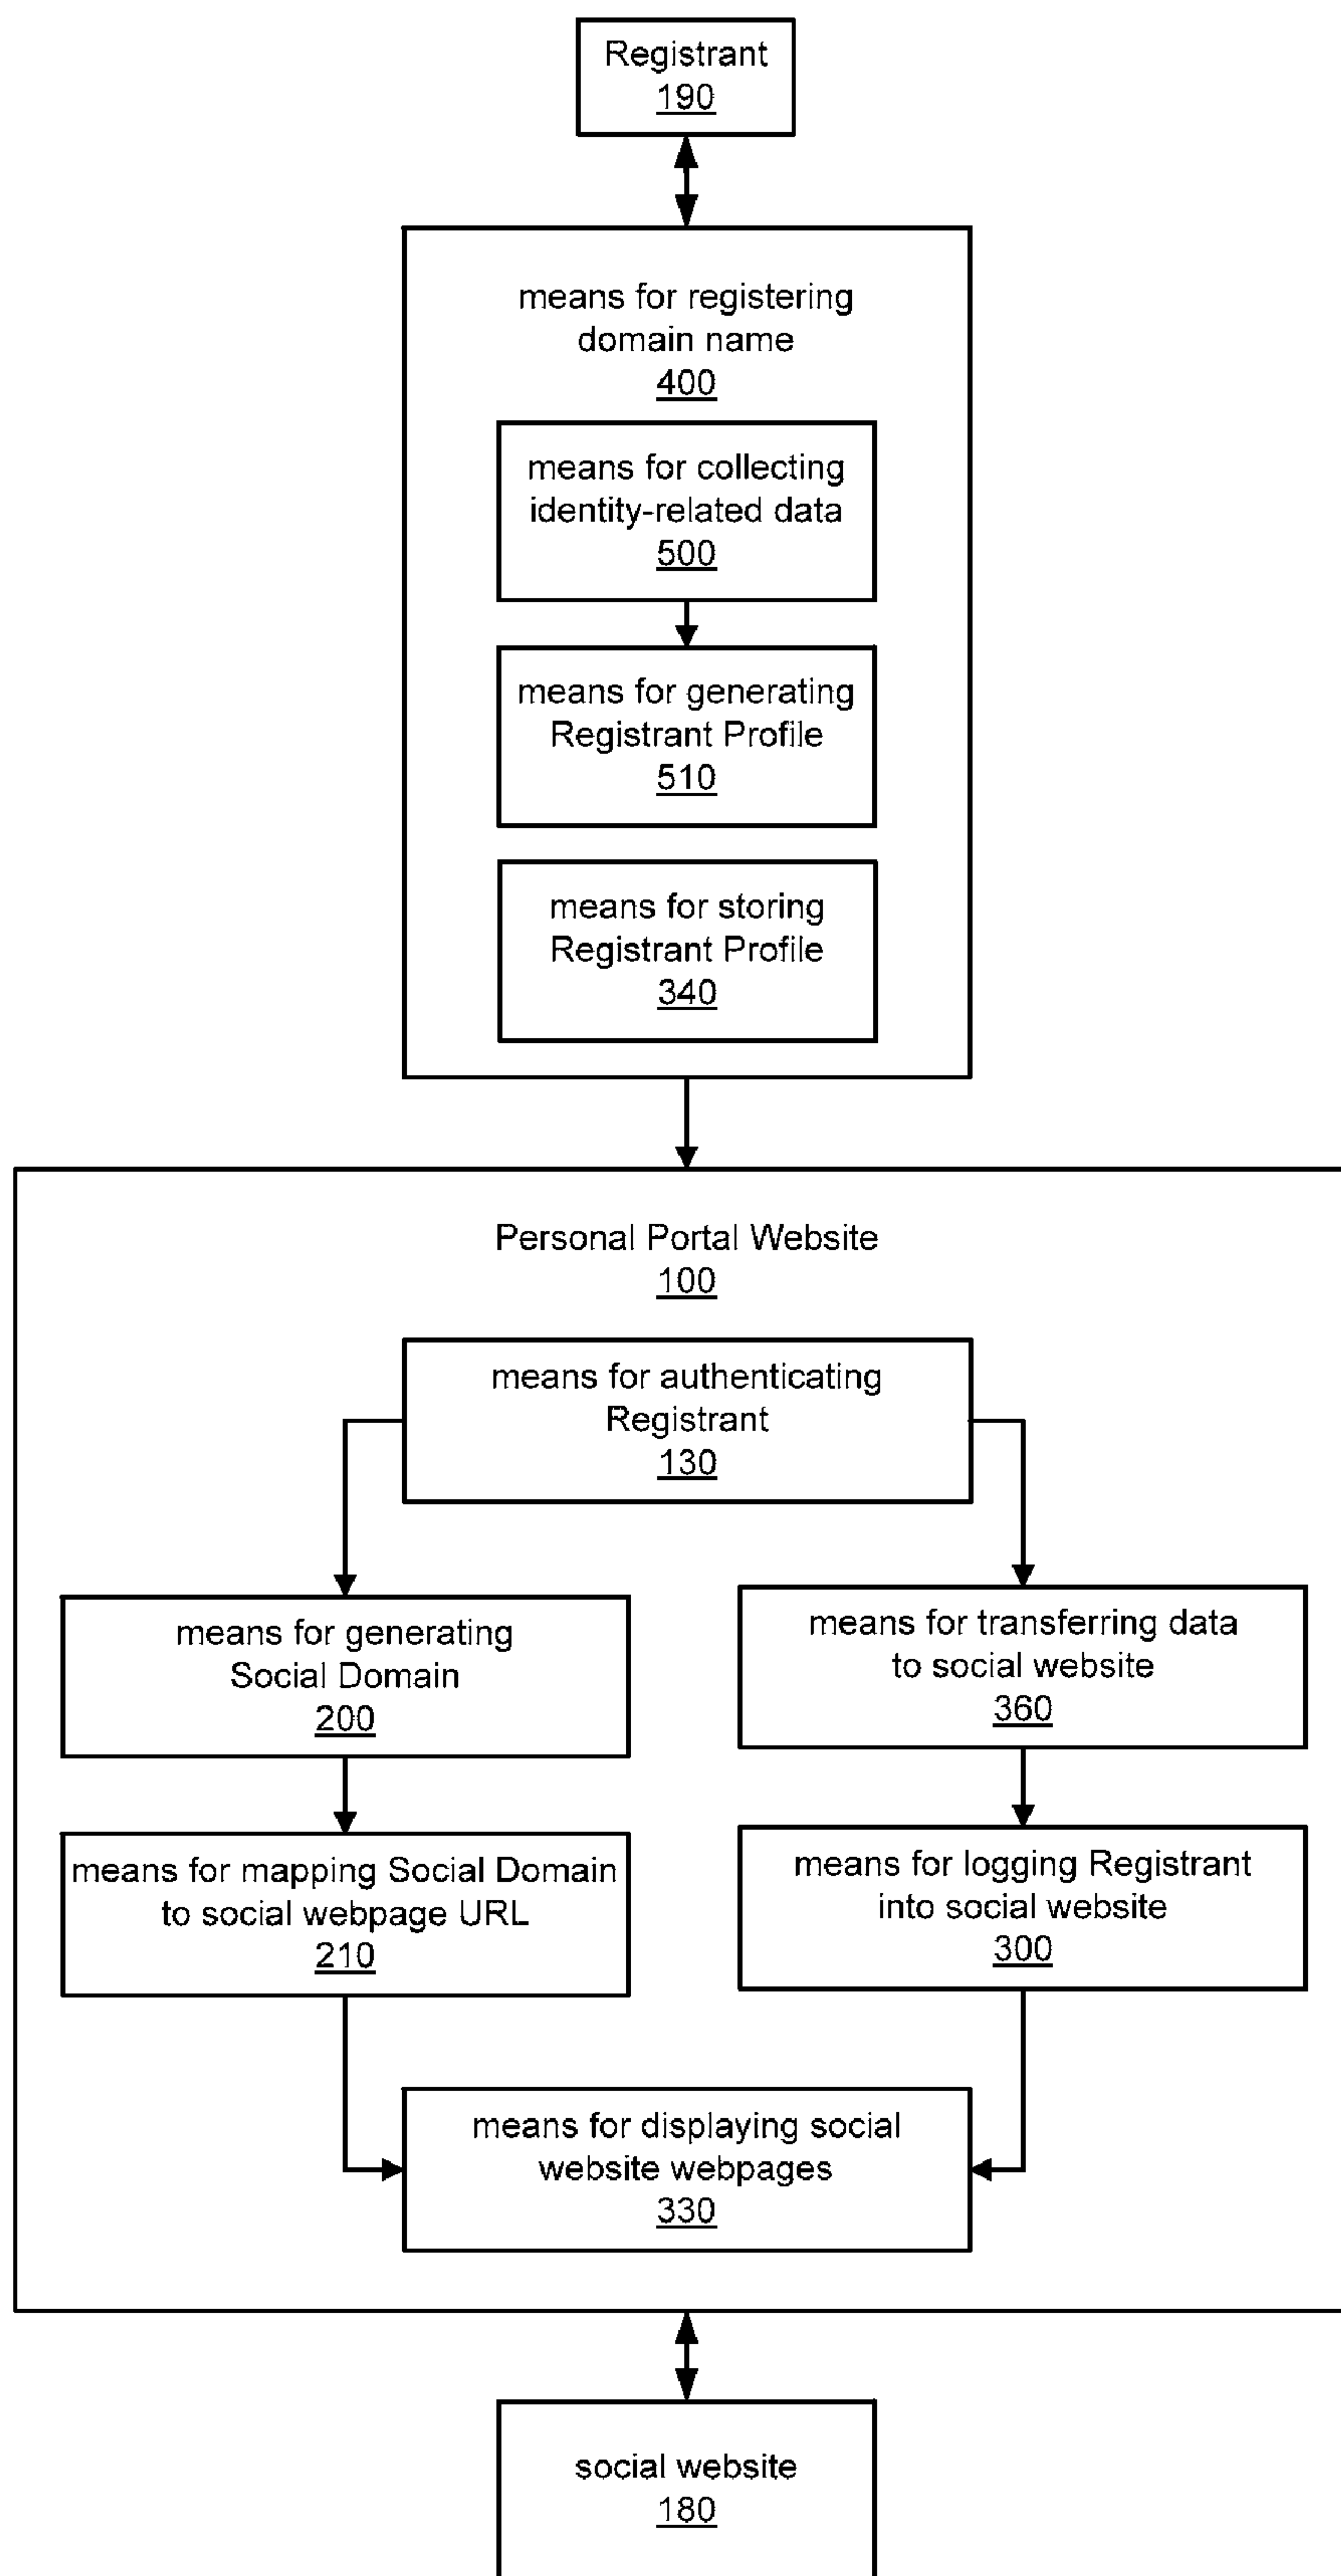 Registrant
190
means for registering
domain name
400
means for collecting
identity-related data
500
means for generating
Registrant Profile
510
means for storing
Registrant Profile
340
Personal Portal Website
100
means for authenticating
Registrant
130
means for generating
Social Domain
200
means for mapping Social Domain
to social webpage URL
210
means for transferring data
to social website
360
means for logging Registrant
into social website
300
means for displaying social
website webpages
330
social website
180